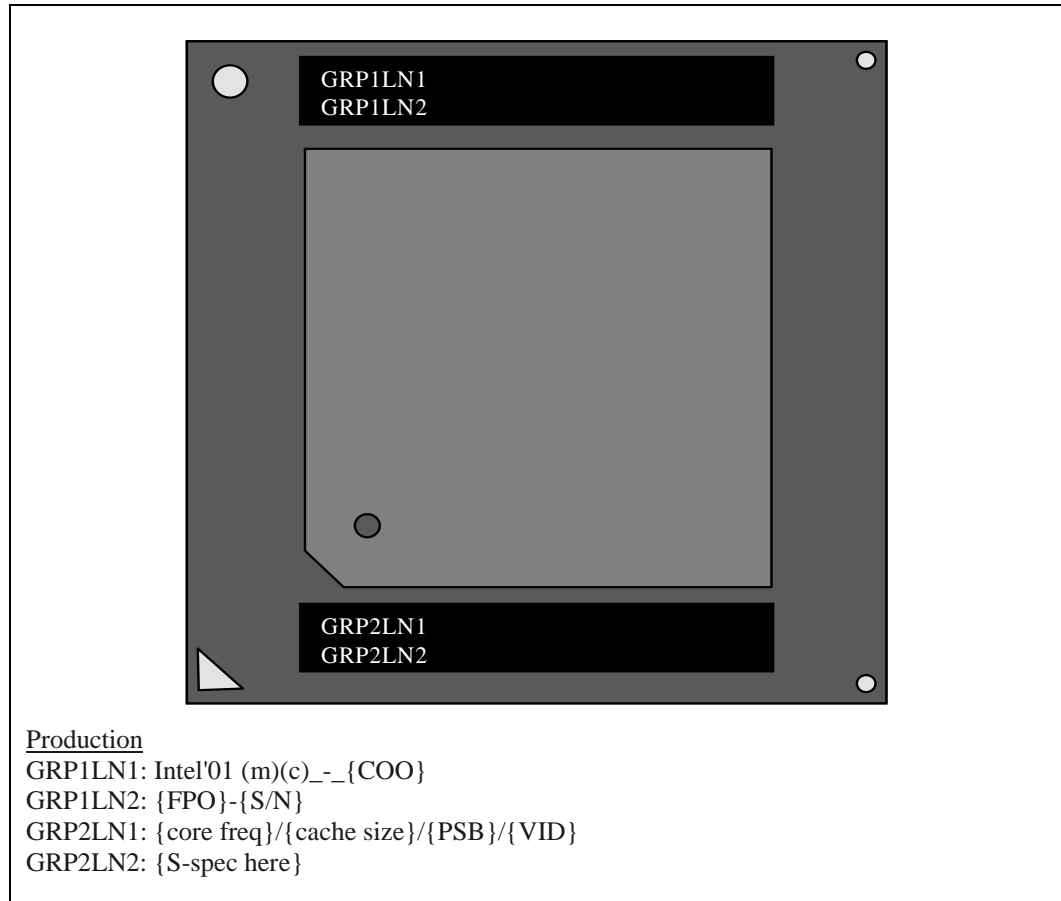 GRP1LN1
GRP1LN2
GRP2LN1
GRP2LN2
Production
GRP1LN1: Intel'01 (m)(c)_-_{COO}
GRP1LN2: {FPO}-{S/N}
GRP2LN1: {core freq}/{cache size}/{PSB}/{VID}
GRP2LN2: {S-spec here}